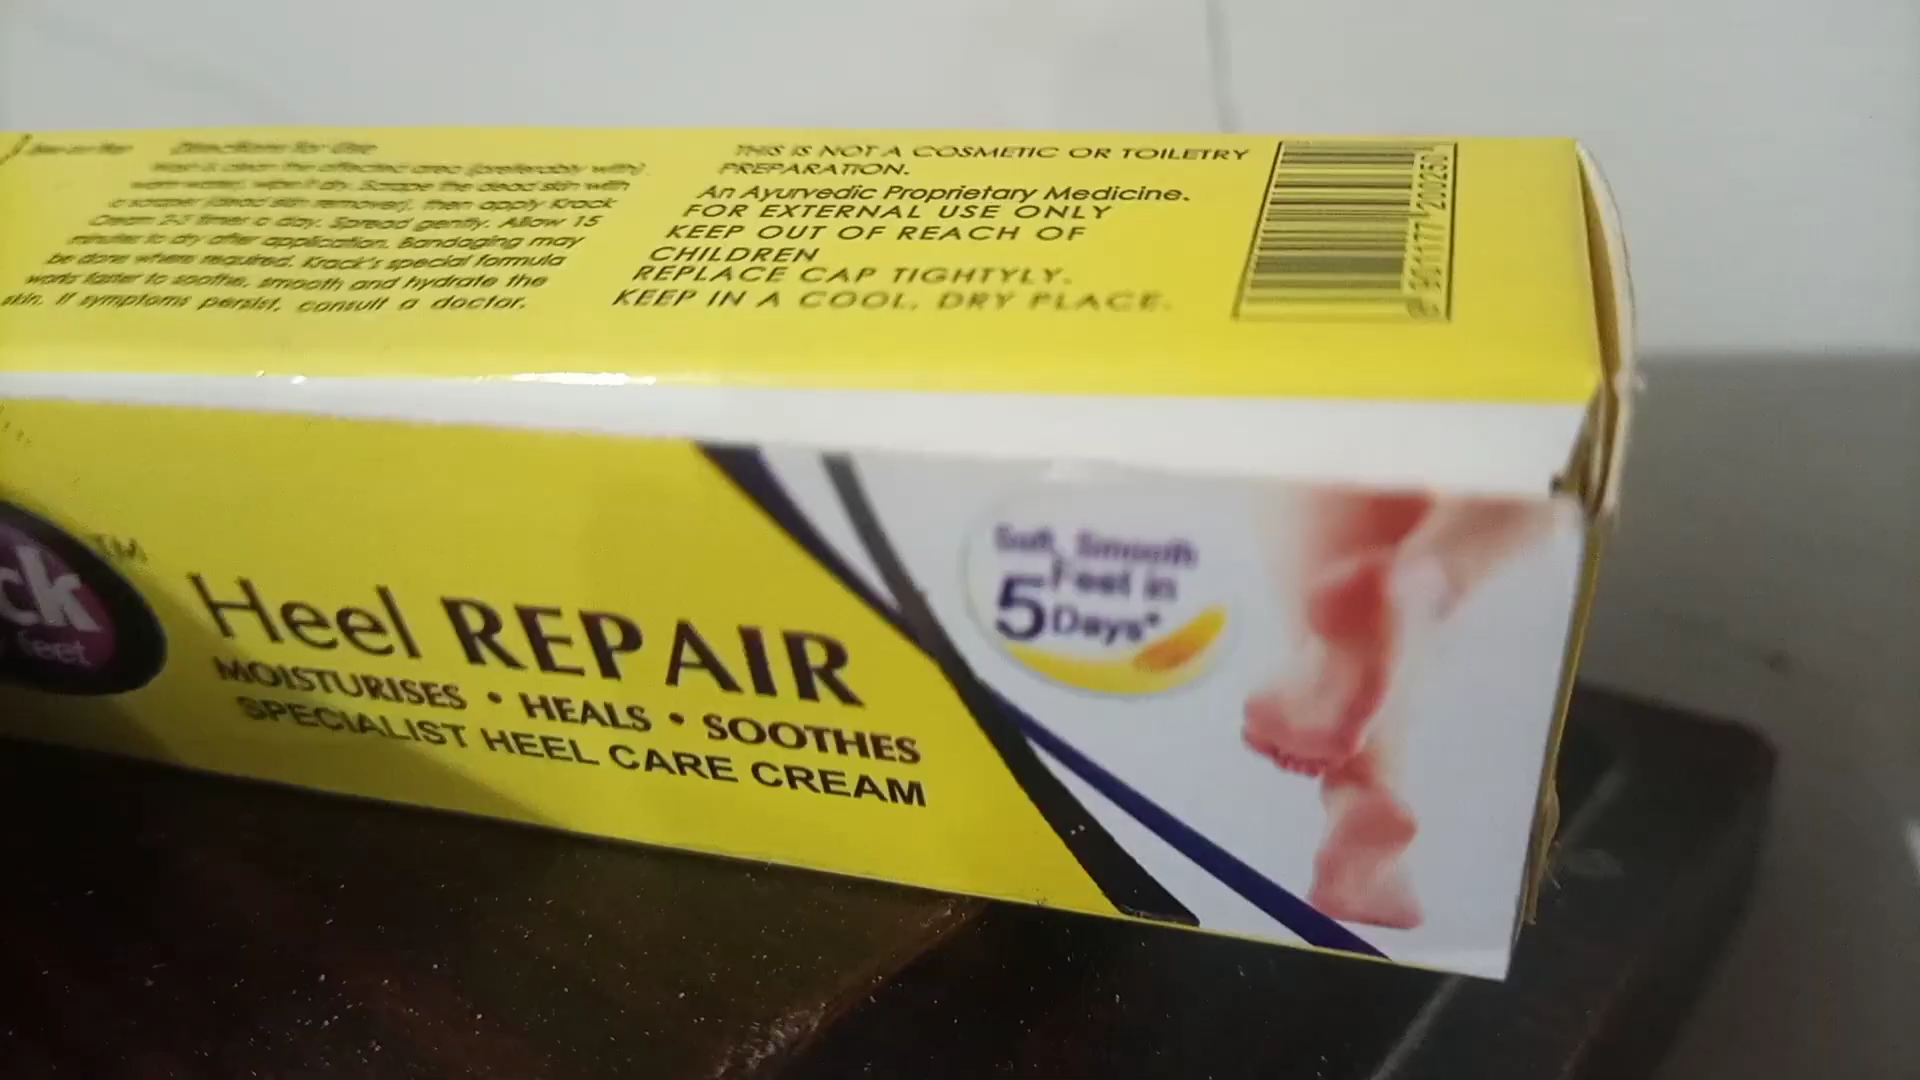 Directions for Use
Wash & clean the affected area (preferably with)
warm water, wipe it dry. Scrape the dead skin with
a scraper (dead skin remover), then apply Krack
Cream 2-3 times a day. Spread gently. Allow 15
minutes to dry after application. Bandaging may
be done where required. Krack's special formula
works faster to soothe, smooth and hydrate the
skin. If symptoms persist, consult a doctor.
THIS IS NOT A COSMETIC OR TOILETRY
PREPARATION.
An Ayurvedic Proprietary Medicine.
FOR EXTERNAL USE ONLY
KEEP OUT OF REACH OF
CHILDREN
REPLACE CAP TIGHTYLY.
KEEP IN A COOL, DRY PLACE.
ck
TM
feet
Heel REPAIR
MOISTURISES • HEALS • SOOTHES
SPECIALIST HEEL CARE CREAM
Soft, Smooth
Feet in
5 Days*